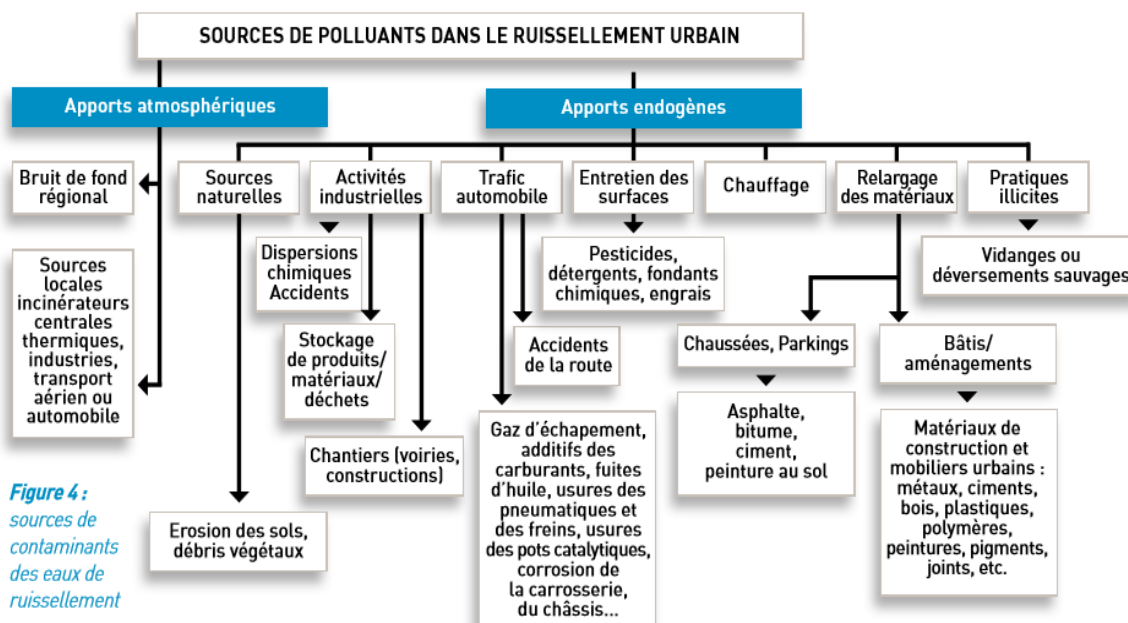 SOURCES DE POLLUANTS DANS LE RUISSELLEMENT URBAIN
Apports atmosphériques
Apports endogènes
Bruit de fond
régional
Sources
locales
incinérateurs
centrales
thermiques,
industries,
transport
aérien ou
automobile
Sources
naturelles
Erosion des sols,
débris végétaux
Activités
industrielles
Dispersions
chimiques
Accidents
Stockage
de produits/
matériaux/
déchets
Chantiers (voiries,
constructions)
Trafic
automobile
Accidents
de la route
Gaz d'échapement,
additifs des
carburants, fuites
d'huile, usures des
pneumatiques et
des freins, usures
des pots catalytiques,
corrosion de
la carrosserie,
du châssis...
Entretien des
surfaces
Pesticides,
détergents, fondants
chimiques, engrais
Chauffage
Relargage
des matériaux
Chaussées, Parkings
Asphalte,
bitume,
ciment,
peinture au sol
Bâtis/
aménagements
Matériaux de
construction et
mobiliers urbains :
métaux, ciments,
bois, plastiques,
polymères,
peintures, pigments,
joints, etc.
Pratiques
illicites
Vidanges ou
déversements sauvages
Figure 4 :
sources de
contaminants
des eaux de
ruissellement